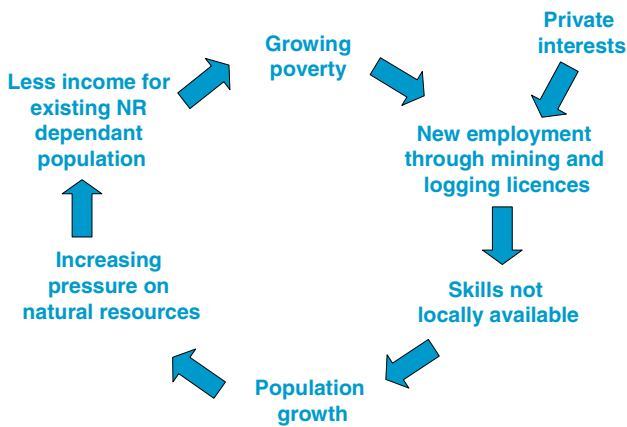 Private
interests
Growing
poverty
New employment
through mining and
logging licences
Skills not
locally available
Population
growth
Increasing
pressure on
natural resources
Less income for
existing NR
dependant
population